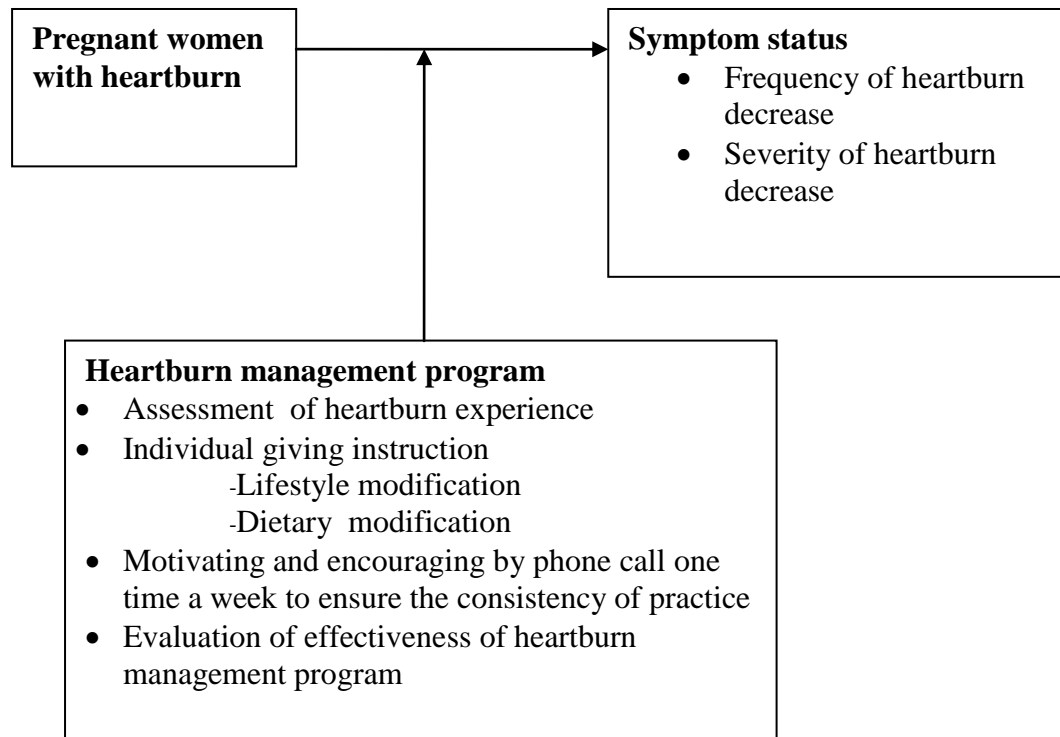 Pregnant women
with heartburn
Symptom status
• Frequency of heartburn
decrease
• Severity of heartburn
decrease
Heartburn management program
• Assessment of heartburn experience
• Individual giving instruction
-Lifestyle modification
-Dietary modification
• Motivating and encouraging by phone call one
time a week to ensure the consistency of practice
• Evaluation of effectiveness of heartburn
management program